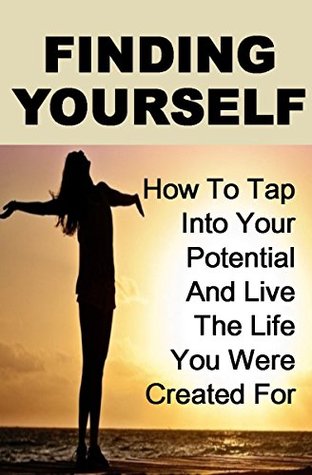 FINDING
YOURSELF
How To Tap
Into Your
Potential
And Live
The Life
You Were
Created For